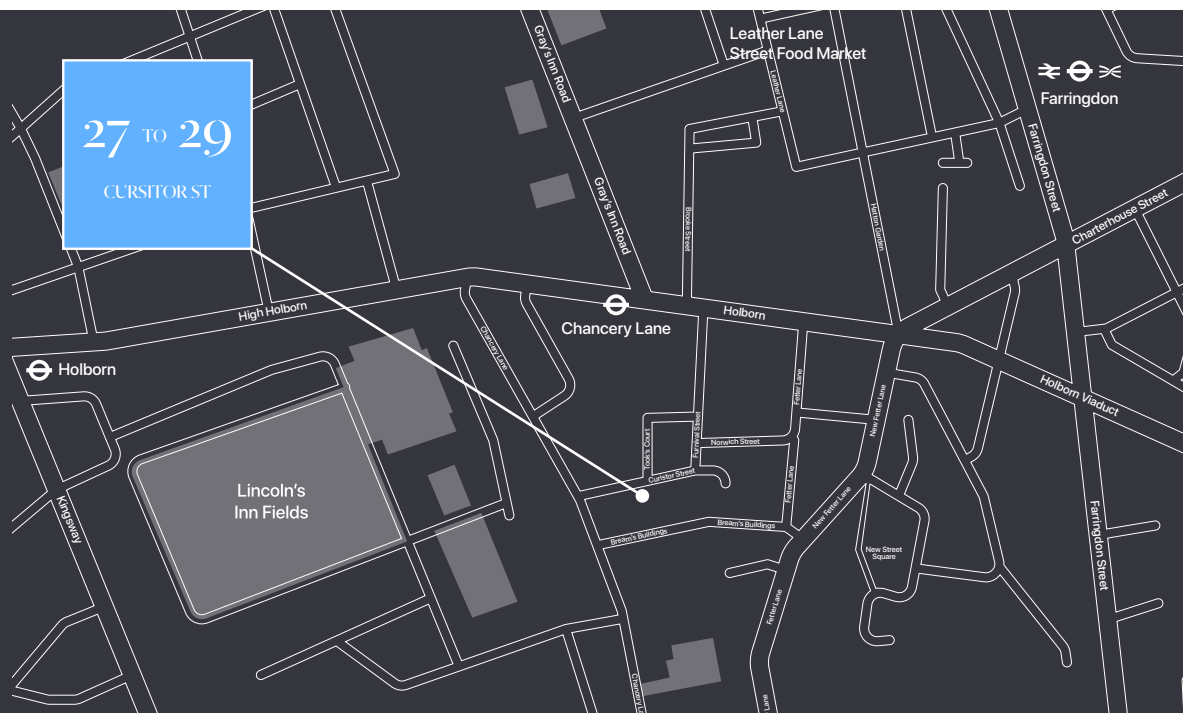 Leather Lane
Street Food Market
Gray's Inn Road
Leather Lane
Farringdon
27 TO 29
CURSITOR ST
Farringdon Street
Gray's Inn Road
Brooke Street
Hatton Garden
Charterhouse Street
High Holborn
Chancery Lane
Holborn
Holborn
Chancery Lane
Fetter Lane
New Fetter Lane
Holborn Viaduct
Took's Court
Furnival Street
Norwich Street
Curistor Street
Fetter Lane
Lincoln's
Inn Fields
Kingsway
New Fetter Lane
Bream's Buildings
Bream's Buildings
New Street
Square
Farringdon Street
Fetter Lane
Chancery L
Lane